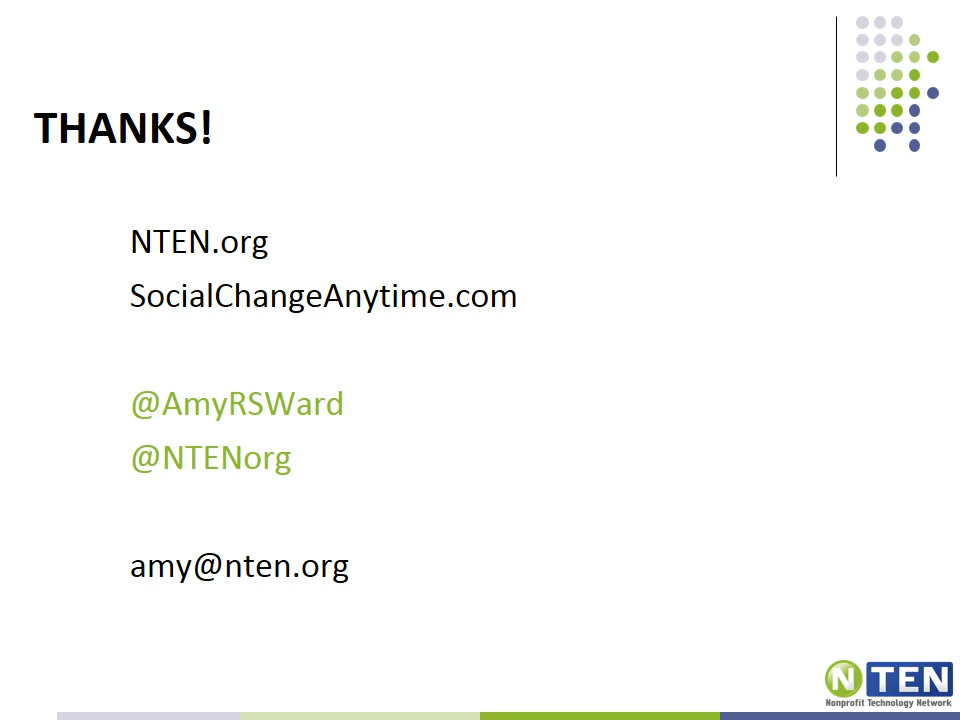 THANKS!
NTEN.org
SocialChangeAnytime.com
@AmyRSWard
@NTENorg
amy@nten.org
NTEN
Nonprofit Technology Network